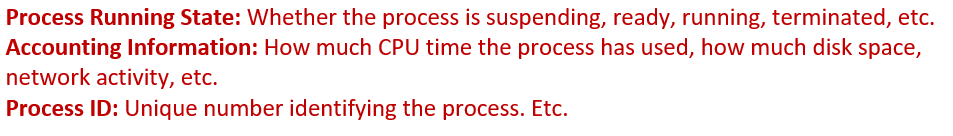 Process Running State: Whether the process is suspending, ready, running, terminated, etc.
Accounting Information: How much CPU time the process has used, how much disk space,
network activity, etc.
Process ID: Unique number identifying the process. Etc.